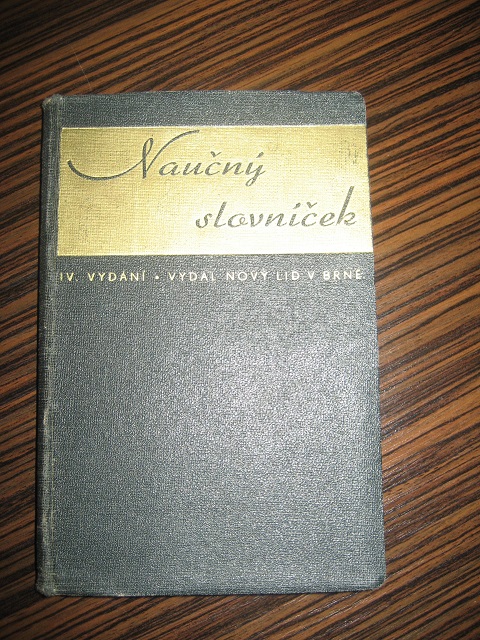 Naučný
slovníček
IV. VYDÁNÍ • VYDAL NOVÝ LID V BRNĚ